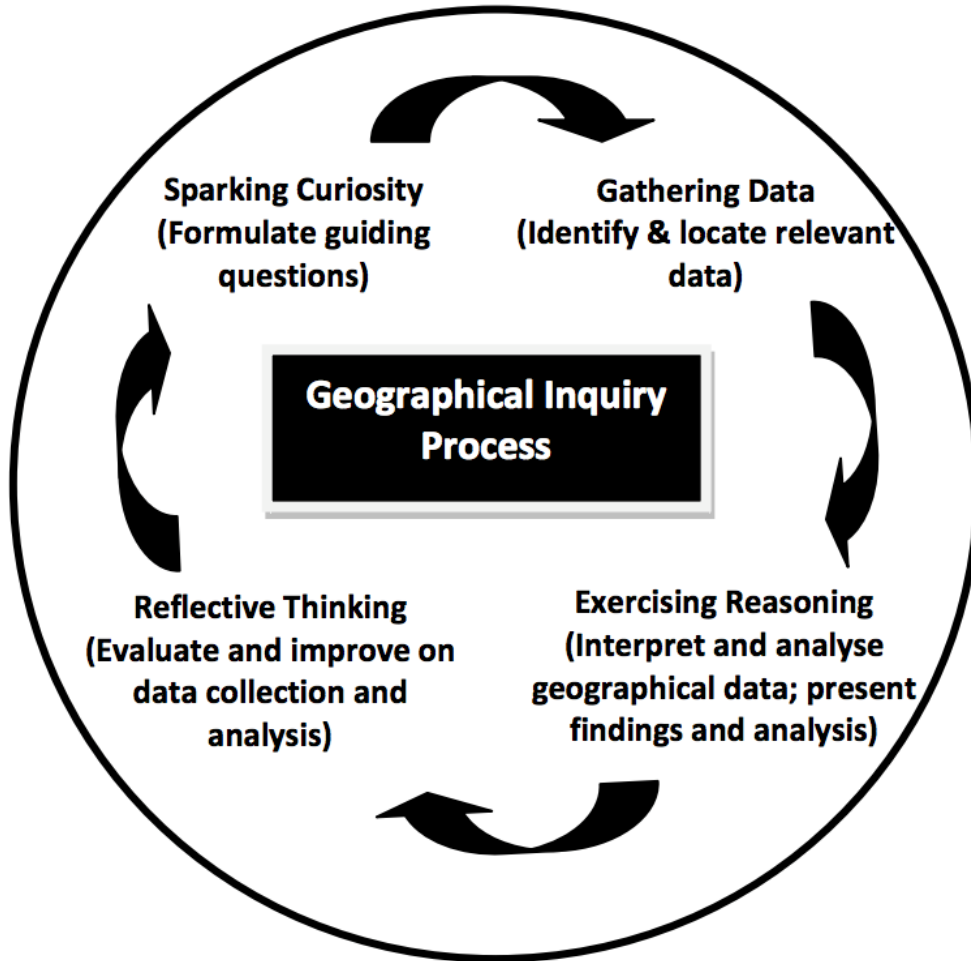 Sparking Curiosity
(Formulate guiding
questions)
Gathering Data
(Identify & locate relevant
data)
Geographical Inquiry
Process
Reflective Thinking
(Evaluate and improve on
data collection and
analysis)
Exercising Reasoning
(Interpret and analyse
geographical data; present
findings and analysis)